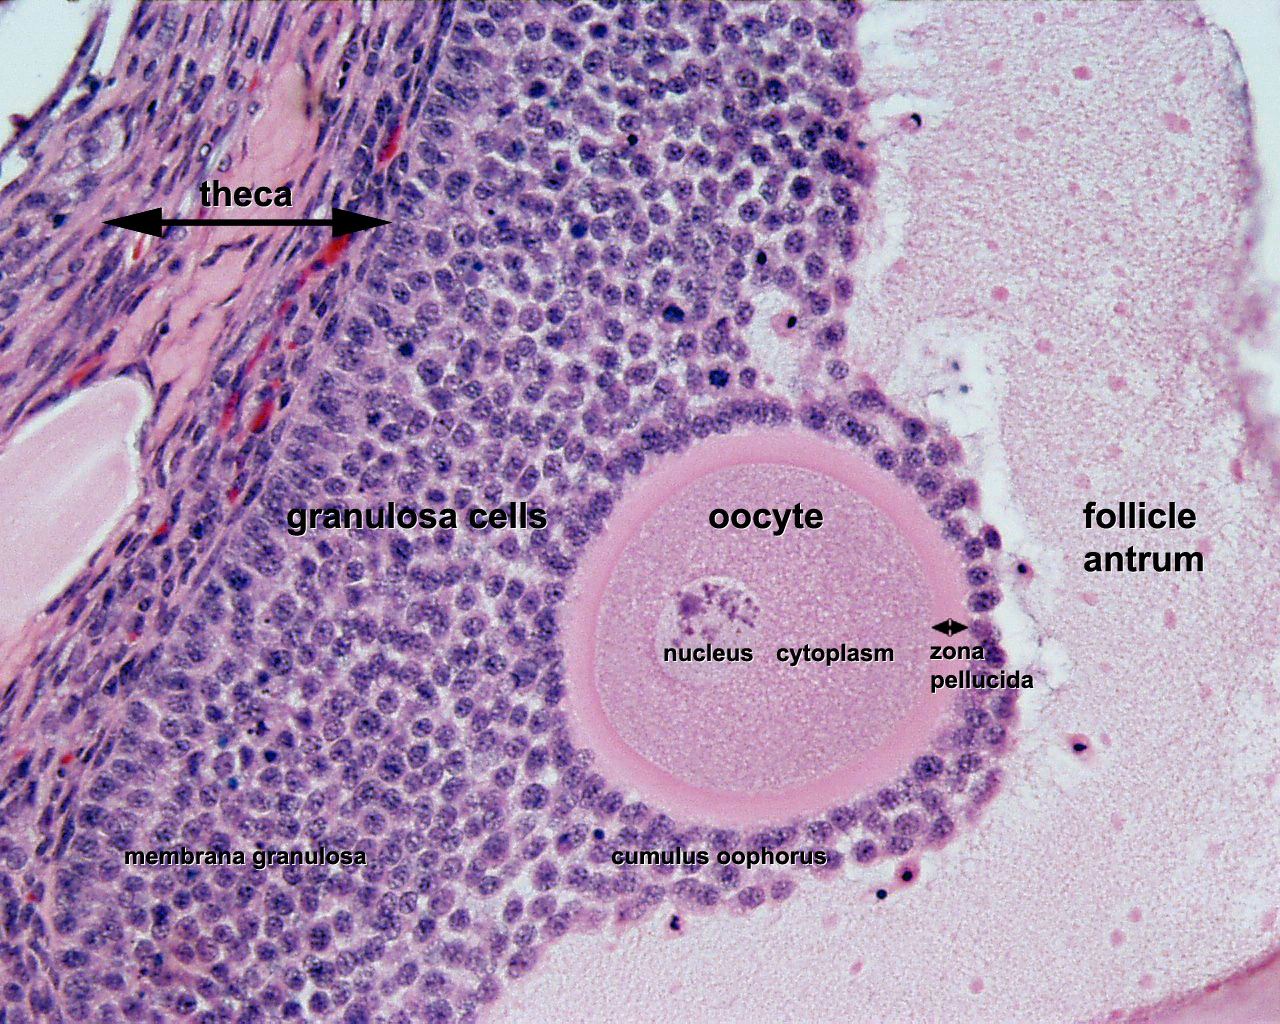 theca
granulosa cells
oocyte
follicle
antrum
nucleus
cytoplasm
zona
pellucida
membrana granulosa
cumulus oophorus